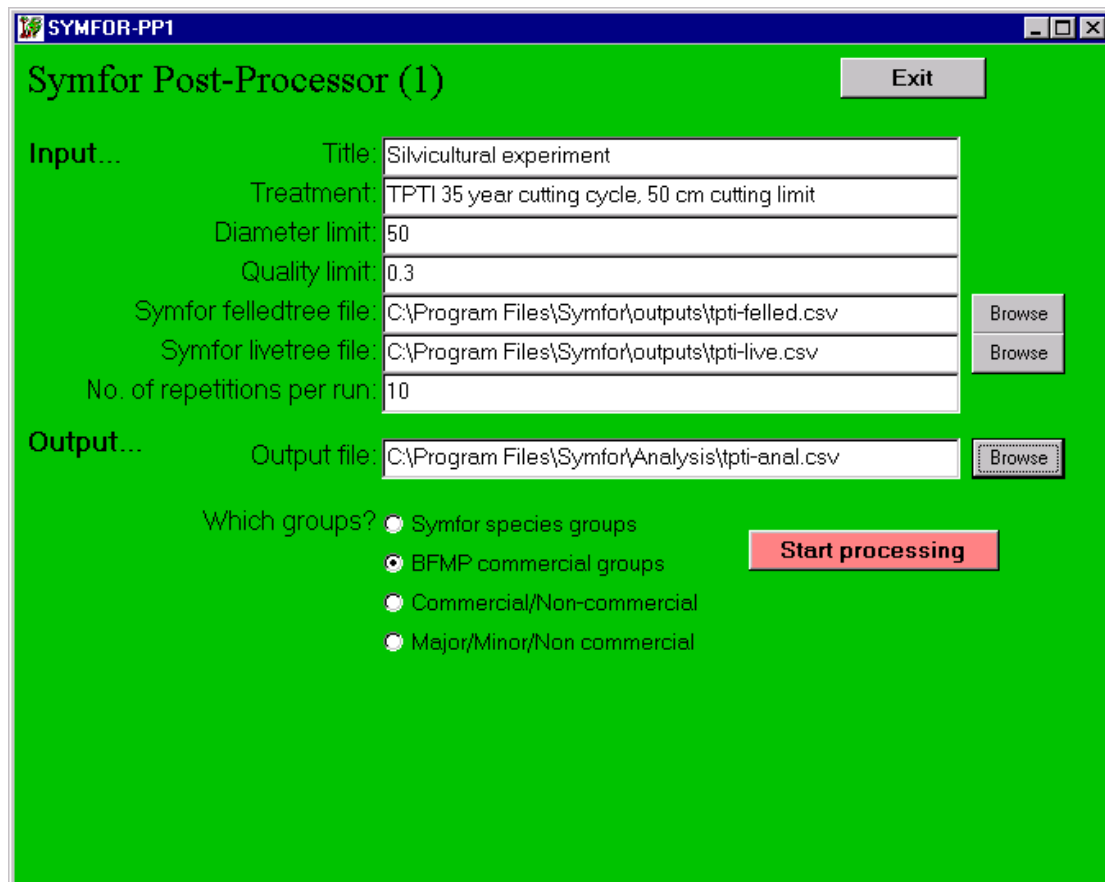 SYMFOR-PP1
Symfor Post-Processor (1)
Exit
Input...
Title: Silvicultural experiment
Treatment: TPTI 35 year cutting cycle, 50 cm cutting limit
Diameter limit: 50
Quality limit: 0.3
Symfor felledtree file: C:\Program Files\Symfor\outputs\tpti-felled.csv Browse
Symfor livetree file: C:\Program Files\Symfor\outputs\tpti-live.csv Browse
No. of repetitions per run: 10
Output...
Output file: C:\Program Files\Symfor\Analysis\tpti-anal.csv Browse
Which groups? Symfor species groups
BFMP commercial groups
Start processing
Commercial/Non-commercial
Major/Minor/Non commercial